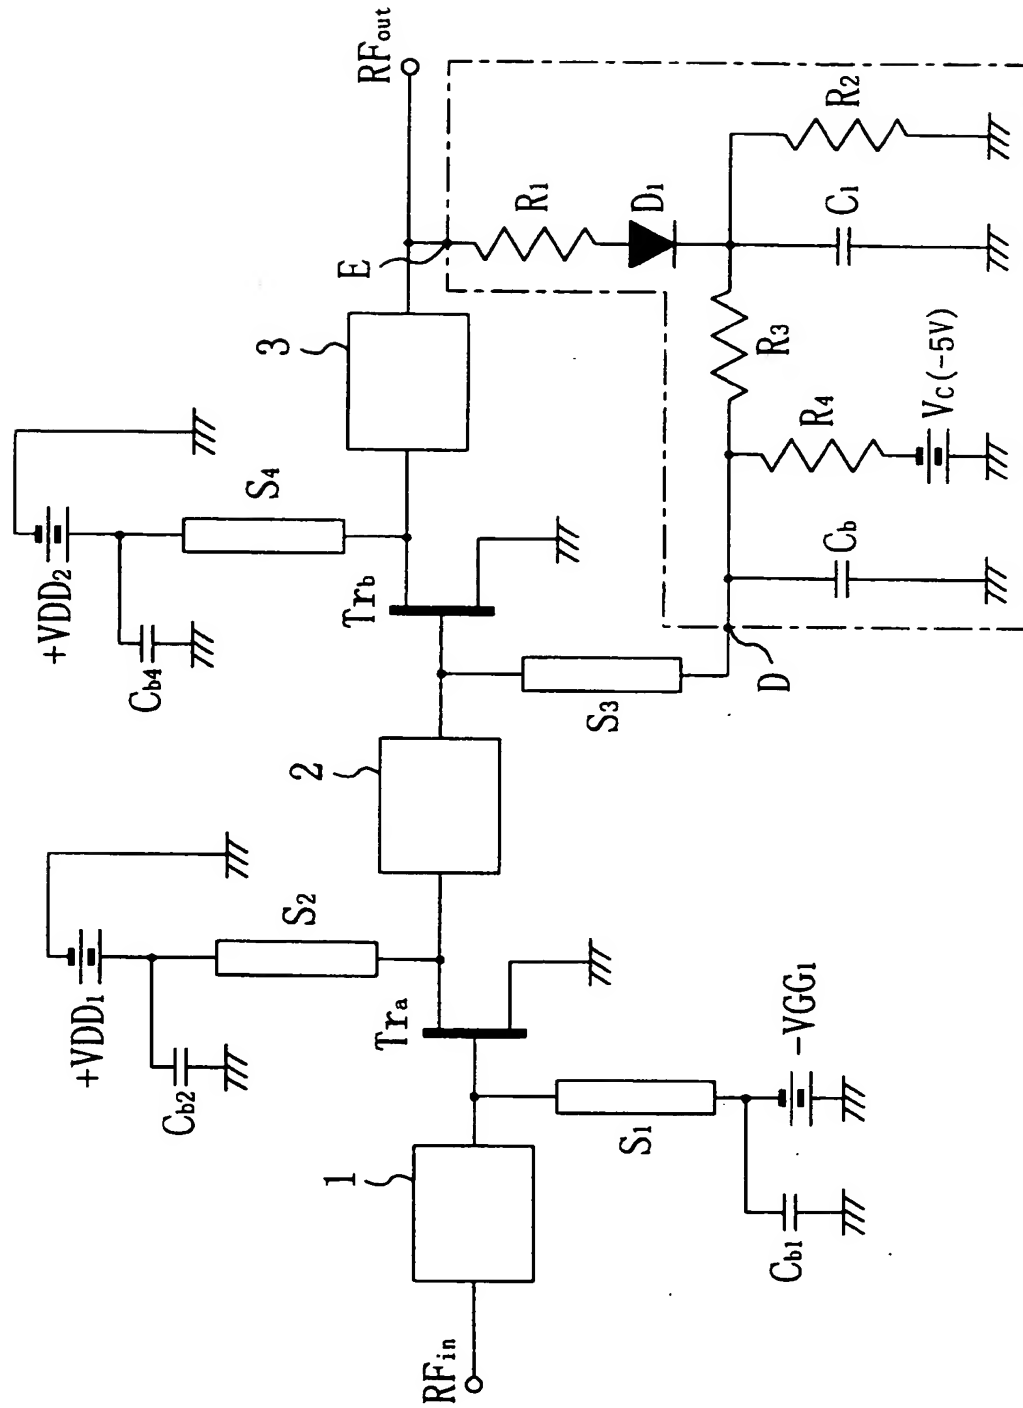 RFin
1
Cb1
S1
-VGG1
Cb2
+VDD1
S2
Tra
2
S3
D
Cb4
+VDD2
S4
Trb
3
E
RFout
R1
D1
R2
C1
R3
R4
VC(-5V)
Cb